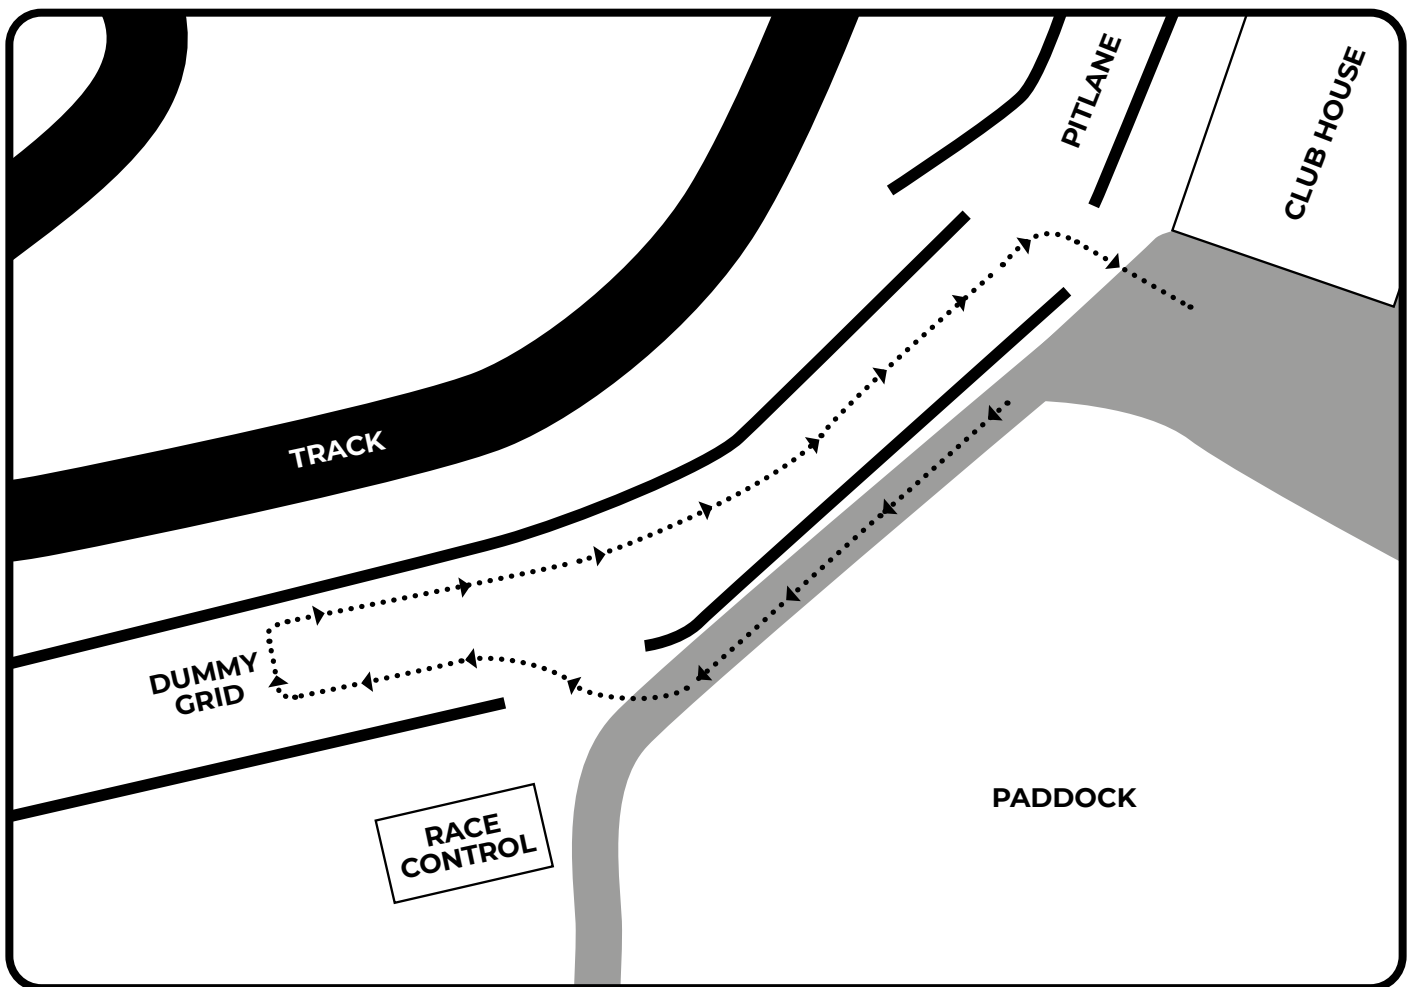 PITLANE
CLUB HOUSE
TRACK
DUMMY
GRID
PADDOCK
RACE
CONTROL